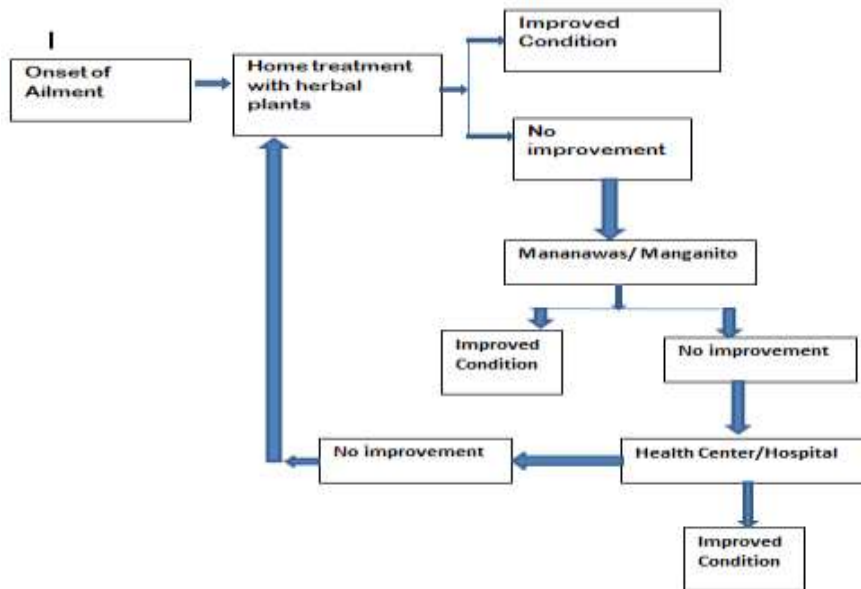 Onset of
Ailment
Home treatment
with herbal
plants
Improved
Condition
No
improvement
Mananawas/ Manganito
Improved
Condition
No improvement
No improvement
Health Center/Hospital
Improved
Condition